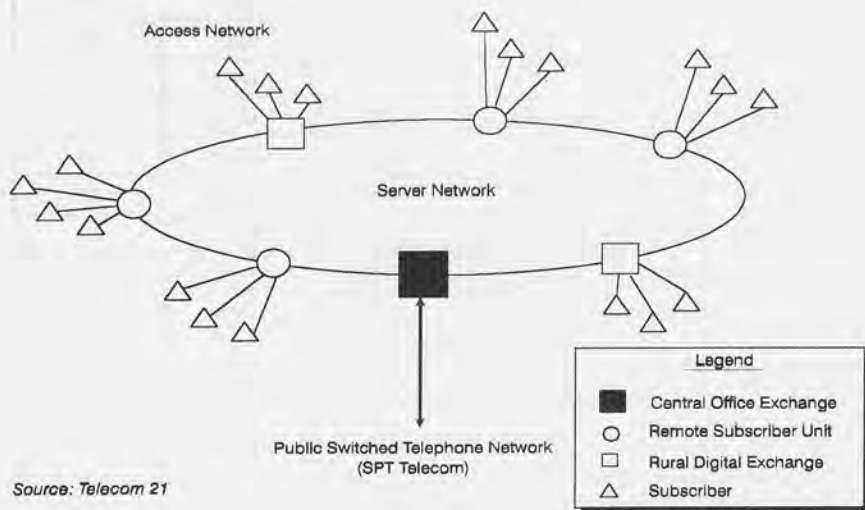 Access Network
Server Network
Public Switched Telephone Network
(SPT Telecom)
Legend
Central Office Exchange
Remote Subscriber Unit
Rural Digital Exchange
Subscriber
Source: Telecom 21